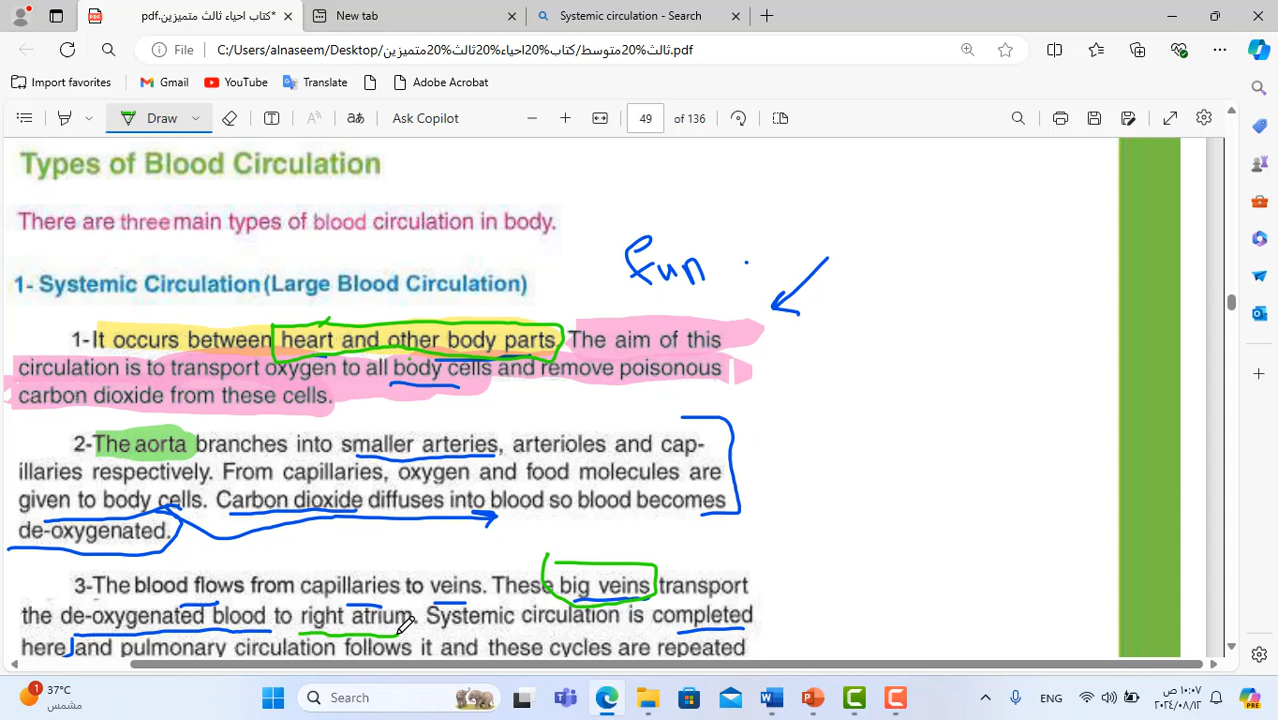 كتاب احياء ثالث متميزين.pdf*
New tab
Systemic circulation - Search
File
C:/Users/alnaseem/Desktop/ثالث%20متوسط/كتاب%20احياء%20ثالث%20متميزين.pdf
Import favorites
Gmail
YouTube
Translate
Adobe Acrobat
Draw
Ask Copilot
49 of 136
Types of Blood Circulation
There are three main types of blood circulation in body.
fun
1- Systemic Circulation (Large Blood Circulation)
1-It occurs between heart and other body parts. The aim of this
circulation is to transport oxygen to all body cells and remove poisonous
carbon dioxide from these cells.
2-The aorta branches into smaller arteries, arterioles and cap-
illaries respectively. From capillaries, oxygen and food molecules are
given to body cells. Carbon dioxide diffuses into blood so blood becomes
de-oxygenated.
3-The blood flows from capillaries to veins. These big veins transport
the de-oxygenated blood to right atrium. Systemic circulation is completed
here and pulmonary circulation follows it and these cycles are repeated
1
37°C
مشمس
Search
ENG
١٠:٠٧ ص
٢٠٢٤/٠٨/١٢
PRE